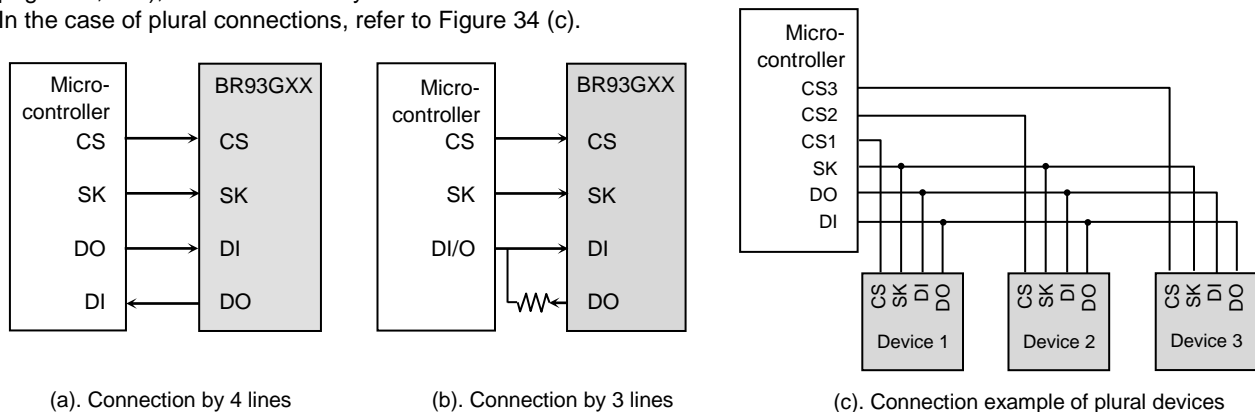 In the case of plural connections, refer to Figure 34 (c).
Micro-
controller
CS
SK
DO
DI
BR93GXX
CS
SK
DI
DO
(a). Connection by 4 lines
Micro-
controller
CS
SK
DI/O
BR93GXX
CS
SK
DI
DO
(b). Connection by 3 lines
Micro-
controller
CS3
CS2
CS1
SK
DO
DI
CS
SK
DI
DO
Device 1
CS
SK
DI
DO
Device 2
CS
SK
DI
DO
Device 3
(c). Connection example of plural devices